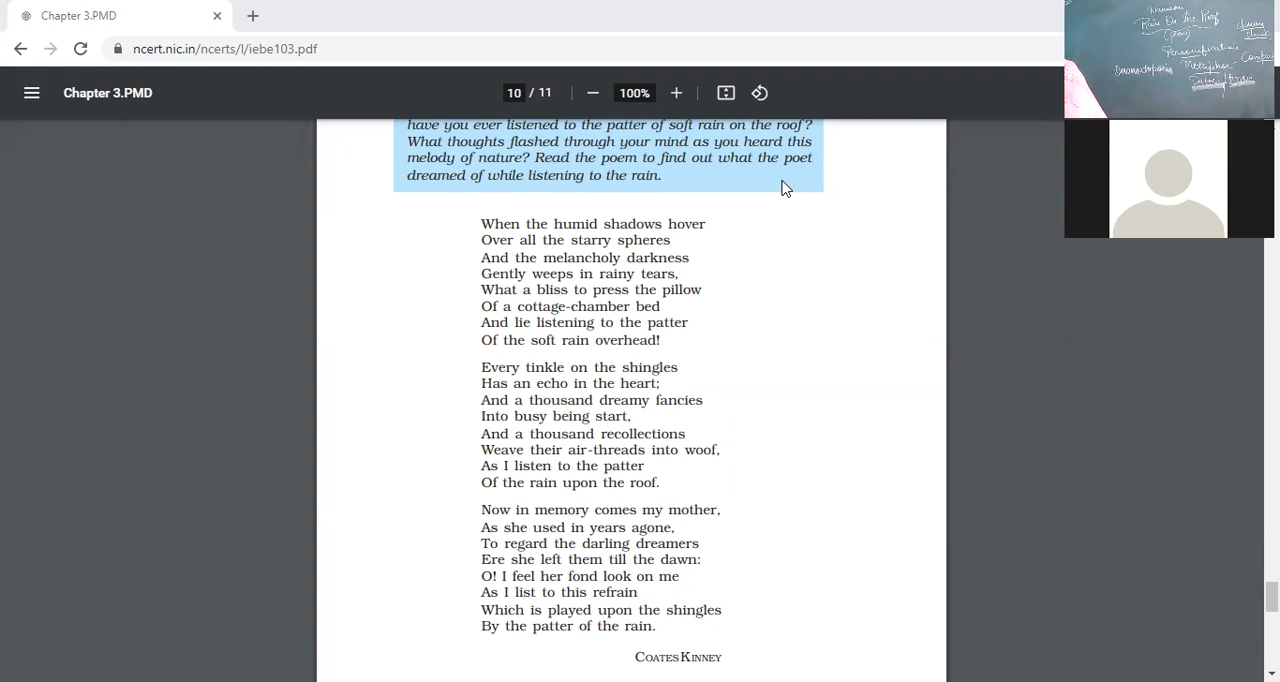 Chapter 3.PMD
ncert.nic.in/ncerts/l/iebe103.pdf
Chapter 3.PMD
10 / 11
100%
Rain On The Roof
Personification
Metaphor
have you ever listened to the patter of soft rain on the roof?
What thoughts flashed through your mind as you heard this
melody of nature? Read the poem to find out what the poet
dreamed of while listening to the rain.
When the humid shadows hover
Over all the starry spheres
And the melancholy darkness
Gently weeps in rainy tears,
What a bliss to press the pillow
Of a cottage-chamber bed
And lie listening to the patter
Of the soft rain overhead!
Every tinkle on the shingles
Has an echo in the heart;
And a thousand dreamy fancies
Into busy being start,
And a thousand recollections
Weave their air-threads into woof,
As I listen to the patter
Of the rain upon the roof.
Now in memory comes my mother,
As she used in years agone,
To regard the darling dreamers
Ere she left them till the dawn:
O! I feel her fond look on me
As I list to this refrain
Which is played upon the shingles
By the patter of the rain.
COATES KINNEY